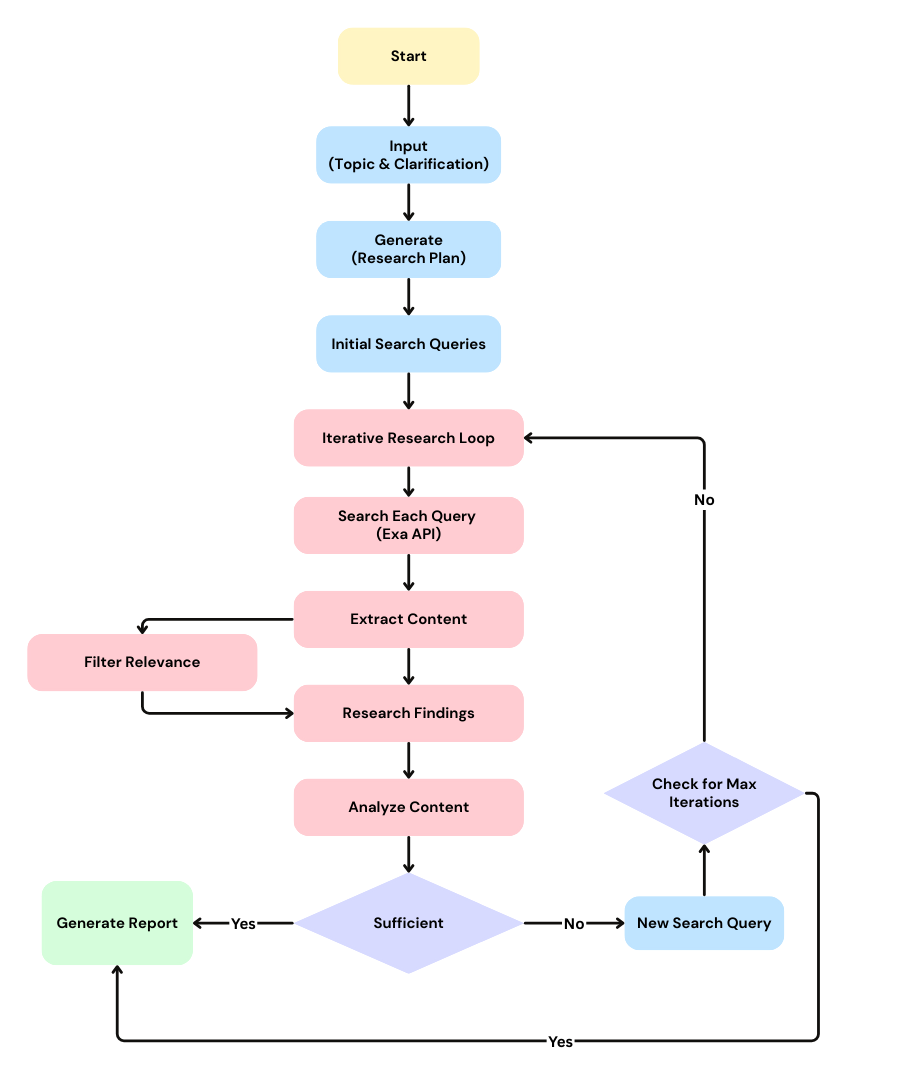 Start
Input
(Topic & Clarification)
Generate
(Research Plan)
Initial Search Queries
Iterative Research Loop
No
Search Each Query
(Exa API)
Extract Content
Filter Relevance
Research Findings
Check for Max
Iterations
Analyze Content
Generate Report
Yes
Sufficient
No
New Search Query
Yes